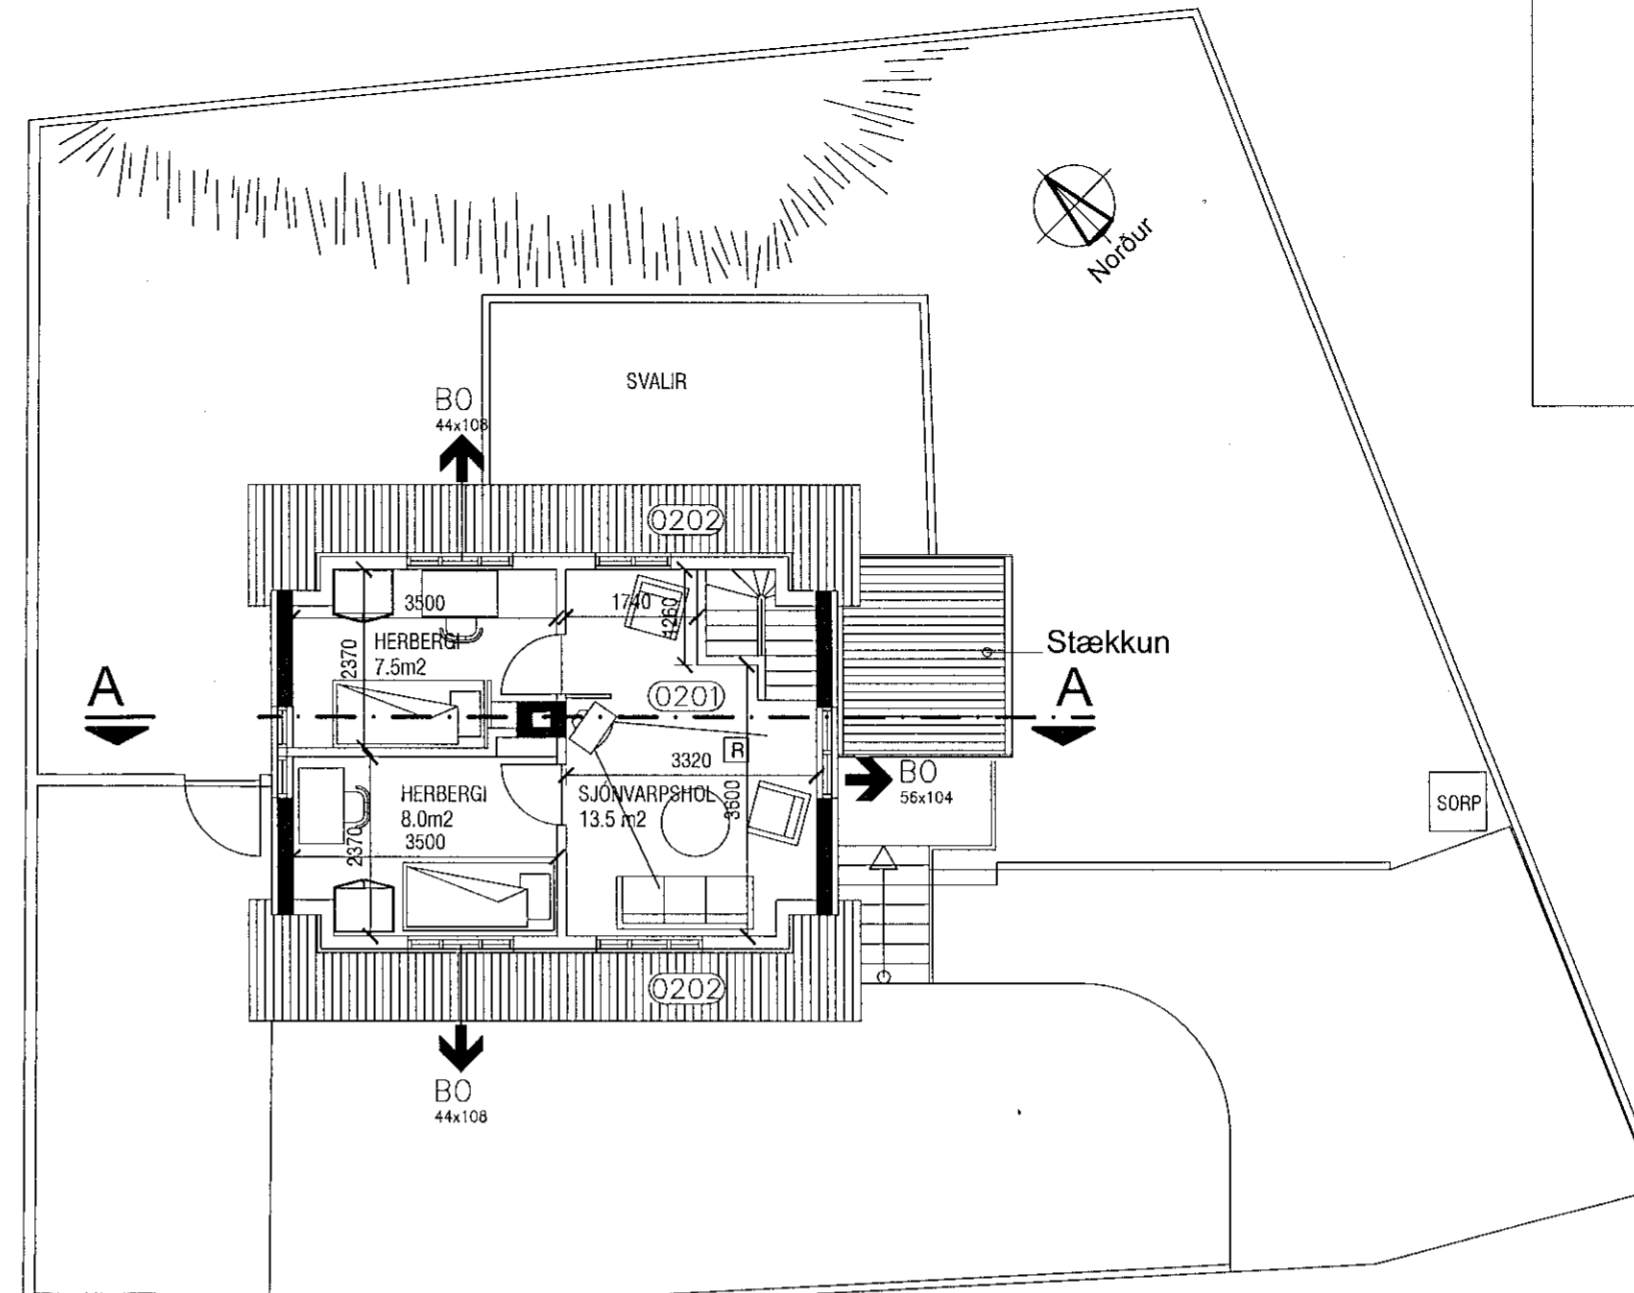 Norður
SVALIR
BO
44x108
0202
3500
1740
1260
HERBERGI
7.5m2
2370
Stækkun
A
A
0201
R
3320
BO
56x104
HERBERGI
8.0m2
3500
2370
SJÓNVARPSHOL
13.5 m2
3600
SORP
0202
BO
44x108